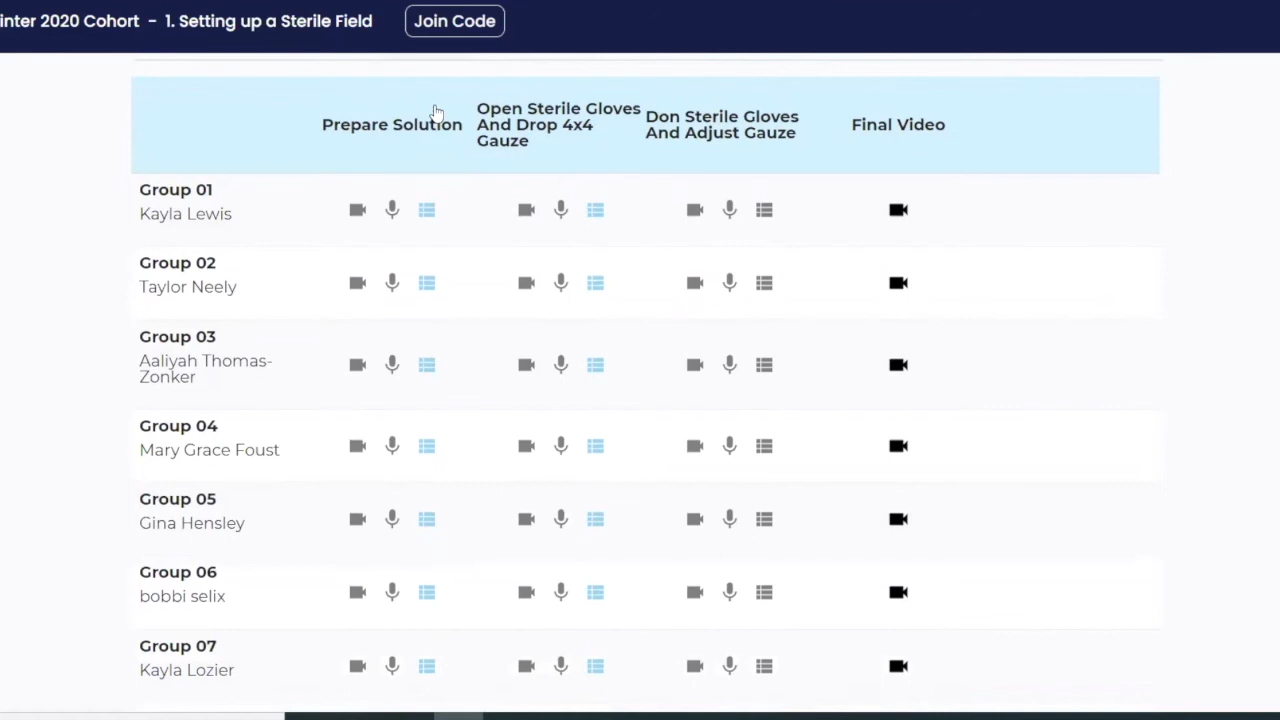 inter 2020 Cohort - 1. Setting up a Sterile Field
Join Code
Prepare Solution
Open Sterile Gloves
And Drop 4x4
Gauze
Don Sterile Gloves
And Adjust Gauze
Final Video
Group 01
Kayla Lewis
Group 02
Taylor Neely
Group 03
Aaliyah Thomas-
Zonker
Group 04
Mary Grace Foust
Group 05
Gina Hensley
Group 06
bobbi selix
Group 07
Kayla Lozier